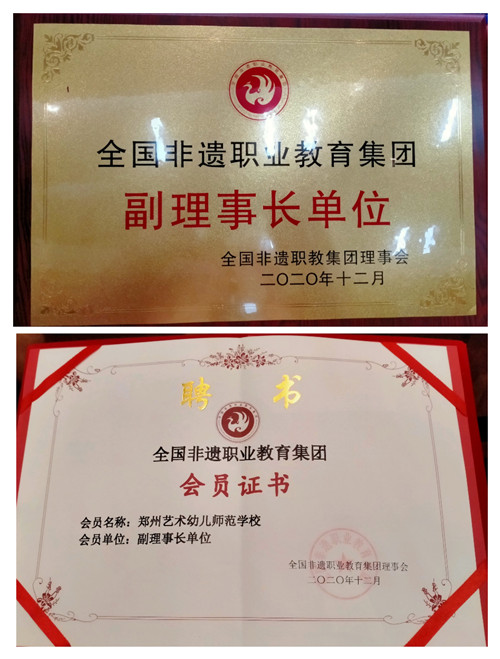 全国非遗职业教育集团
副理事长单位
全国非遗职教集团理事会
二〇二〇年十二月
聘书
全国非遗职业教育集团
会员证书
会员名称：郑州艺术幼儿师范学校
会员单位：副理事长单位
全国非遗职业教育集团理事会
二〇二〇年十二月